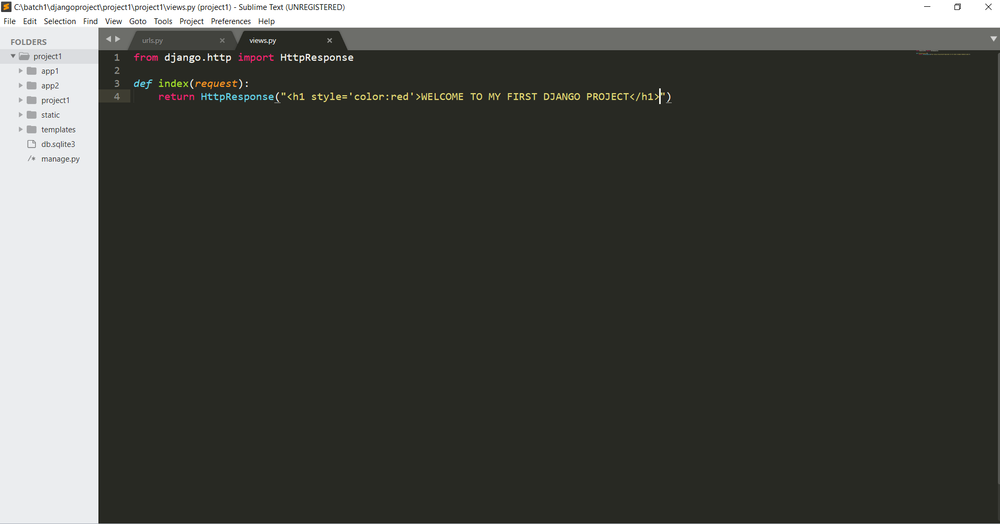 C:\batch1\djangoproject\project1\project1\views.py (project1) - Sublime Text (UNREGISTERED)
File Edit Selection Find View Goto Tools Project Preferences Help
FOLDERS
project1
app1
app2
project1
static
templates
db.sqlite3
/* manage.py
urls.py × views.py ×
1 from django.http import HttpResponse
2
3 def index(request):
4     return HttpResponse("<h1 style='color:red'>WELCOME TO MY FIRST DJANGO PROJECT</h1>")